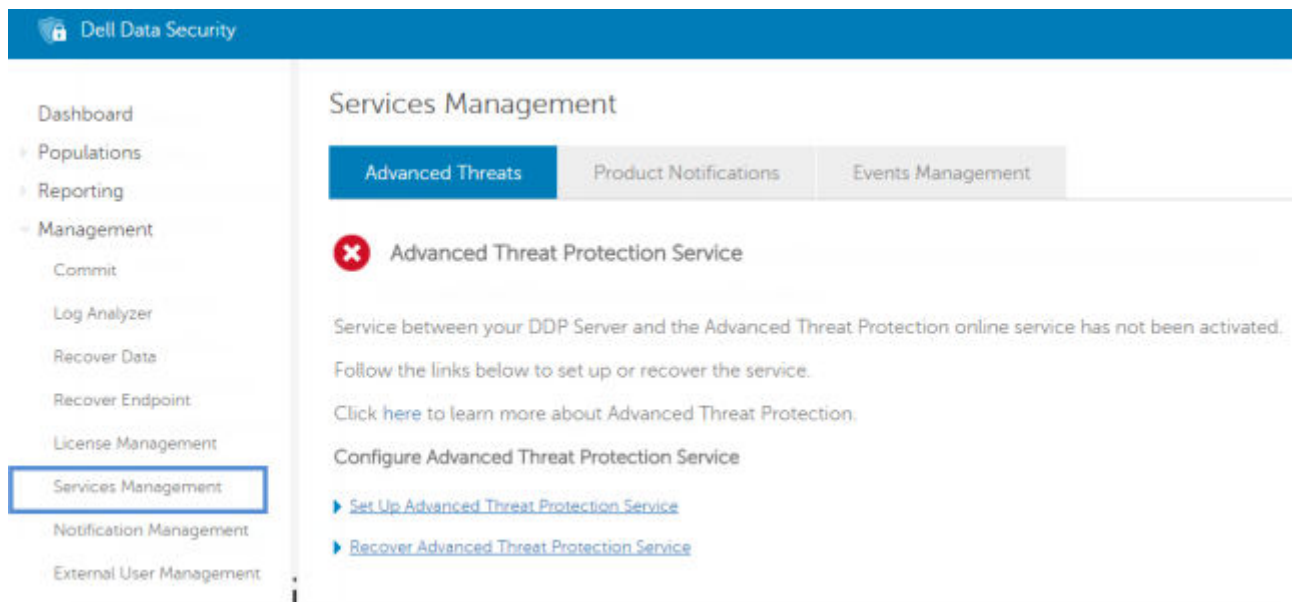 Dell Data Security
Dashboard
Populations
Reporting
Management
Commit
Log Analyzer
Recover Data
Recover Endpoint
License Management
Services Management
Notification Management
External User Management
Services Management
Advanced Threats
Product Notifications
Events Management
Advanced Threat Protection Service
Service between your DDP Server and the Advanced Threat Protection online service has not been activated.
Follow the links below to set up or recover the service.
Click here to learn more about Advanced Threat Protection.
Configure Advanced Threat Protection Service
Set Up Advanced Threat Protection Service
Recover Advanced Threat Protection Service